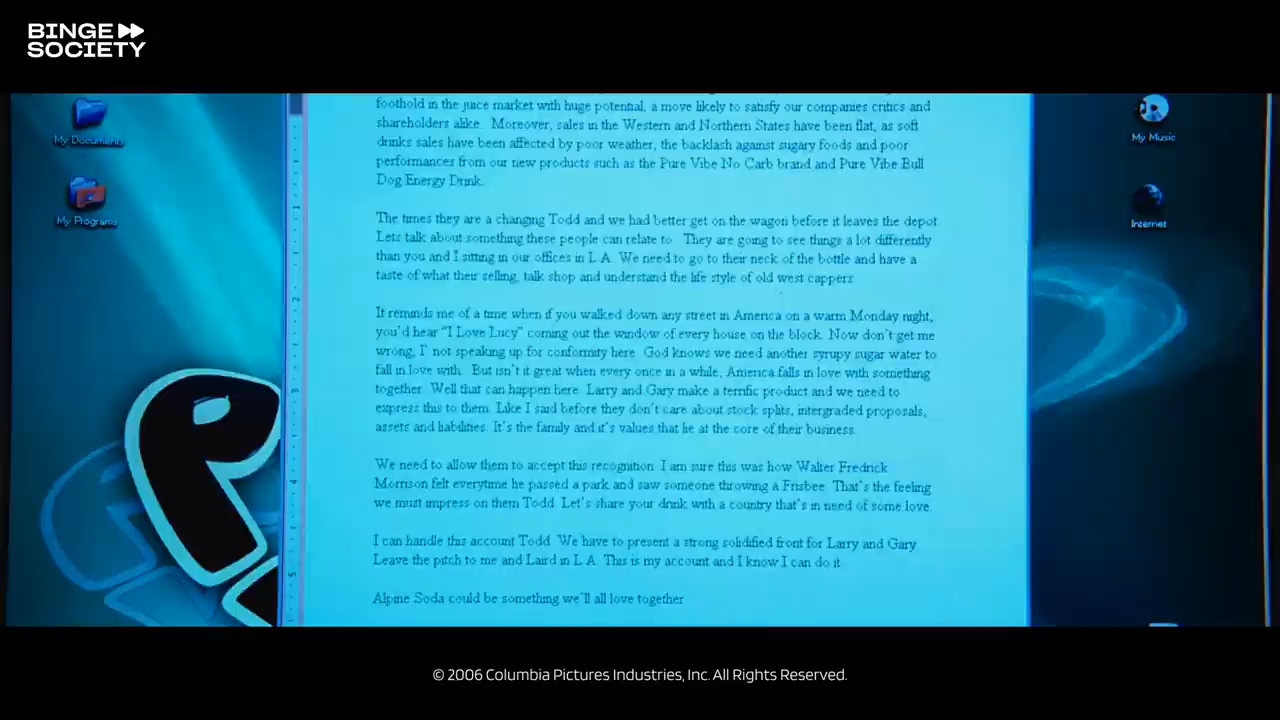 BINGE
SOCIETY
My Documents
My Programs
My Music
Internet
foothold in the juice market with huge potential, a move likely to satisfy our companies critics and
shareholders alike. Moreover, sales in the Western and Northern States have been flat, as soft
drinks sales have been affected by poor weather, the backlash against sugary foods and poor
performances from our new products such as the Pure Vibe No Carb brand and Pure Vibe Bull
Dog Energy Drink.
The times they are a changing Todd and we had better get on the wagon before it leaves the depot.
Lets talk about something these people can relate to. They are going to see things a lot differently
than you and I sitting in our offices in L.A. We need to go to their neck of the bottle and have a
taste of what their selling, talk shop and understand the life style of old west cappers.
It reminds me of a time when if you walked down any street in America on a warm Monday night,
you'd hear "I Love Lucy" coming out the window of every house on the block. Now don't get me
wrong, I' not speaking up for conformity here. God knows we need another syrupy sugar water to
fall in love with. But isn't it great when every once in a while, America falls in love with something
together. Well that can happen here. Larry and Gary make a terrific product and we need to
express this to them. Like I said before they don't care about stock splits, intergraded proposals,
assets and liabilities. It's the family and it's values that lie at the core of their business.
We need to allow them to accept this recognition. I am sure this was how Walter Fredrick
Morrison felt everytime he passed a park and saw someone throwing a Frisbee. That's the feeling
we must impress on them Todd. Let's share your drink with a country that's in need of some love.
I can handle this account Todd. We have to present a strong solidified front for Larry and Gary.
Leave the pitch to me and Laird in L.A. This is my account and I know I can do it.
Alpine Soda could be something we'll all love together.
© 2006 Columbia Pictures Industries, Inc. All Rights Reserved.